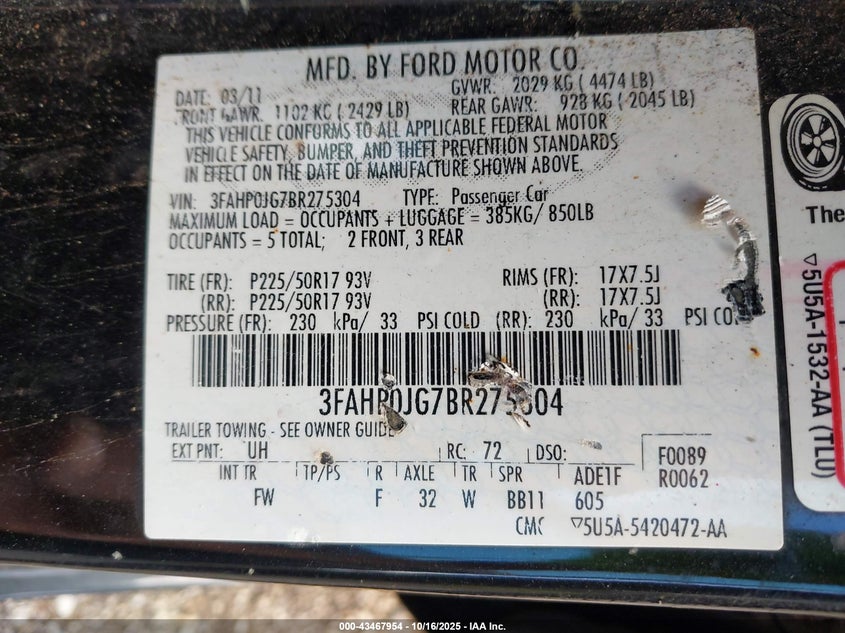 MFD. BY FORD MOTOR CO.
DATE: 03/11 GVWR: 2029 KG ( 4474 LB)
FRONT GAWR: 1102 KG ( 2429 LB) REAR GAWR: 928 KG ( 2045 LB)
THIS VEHICLE CONFORMS TO ALL APPLICABLE FEDERAL MOTOR
VEHICLE SAFETY, BUMPER, AND THEFT PREVENTION STANDARDS
IN EFFECT ON THE DATE OF MANUFACTURE SHOWN ABOVE.
VIN: 3FAHP0JG7BR275304 TYPE: Passenger Car
MAXIMUM LOAD = OCCUPANTS + LUGGAGE = 385KG/ 850LB
OCCUPANTS = 5 TOTAL; 2 FRONT, 3 REAR
TIRE (FR): P225/50R17 93V RIMS (FR): 17X7.5J
(RR): P225/50R17 93V (RR): 17X7.5J
PRESSURE (FR): 230 kPa/ 33 PSI COLD (RR): 230 kPa/ 33 PSI COLD
3FAHP0JG7BR275304
TRAILER TOWING - SEE OWNER GUIDE
EXT PNT: UH RC: 72 DSO: F0089
INT TR TP/PS R AXLE TR SPR ADE1F R0062
FW F 32 W BB11 605
CMC ▽5U5A-5420472-AA
The
▽5U5A-1532-AA (TLU)
000-43467954 - 10/16/2025 - IAA Inc.